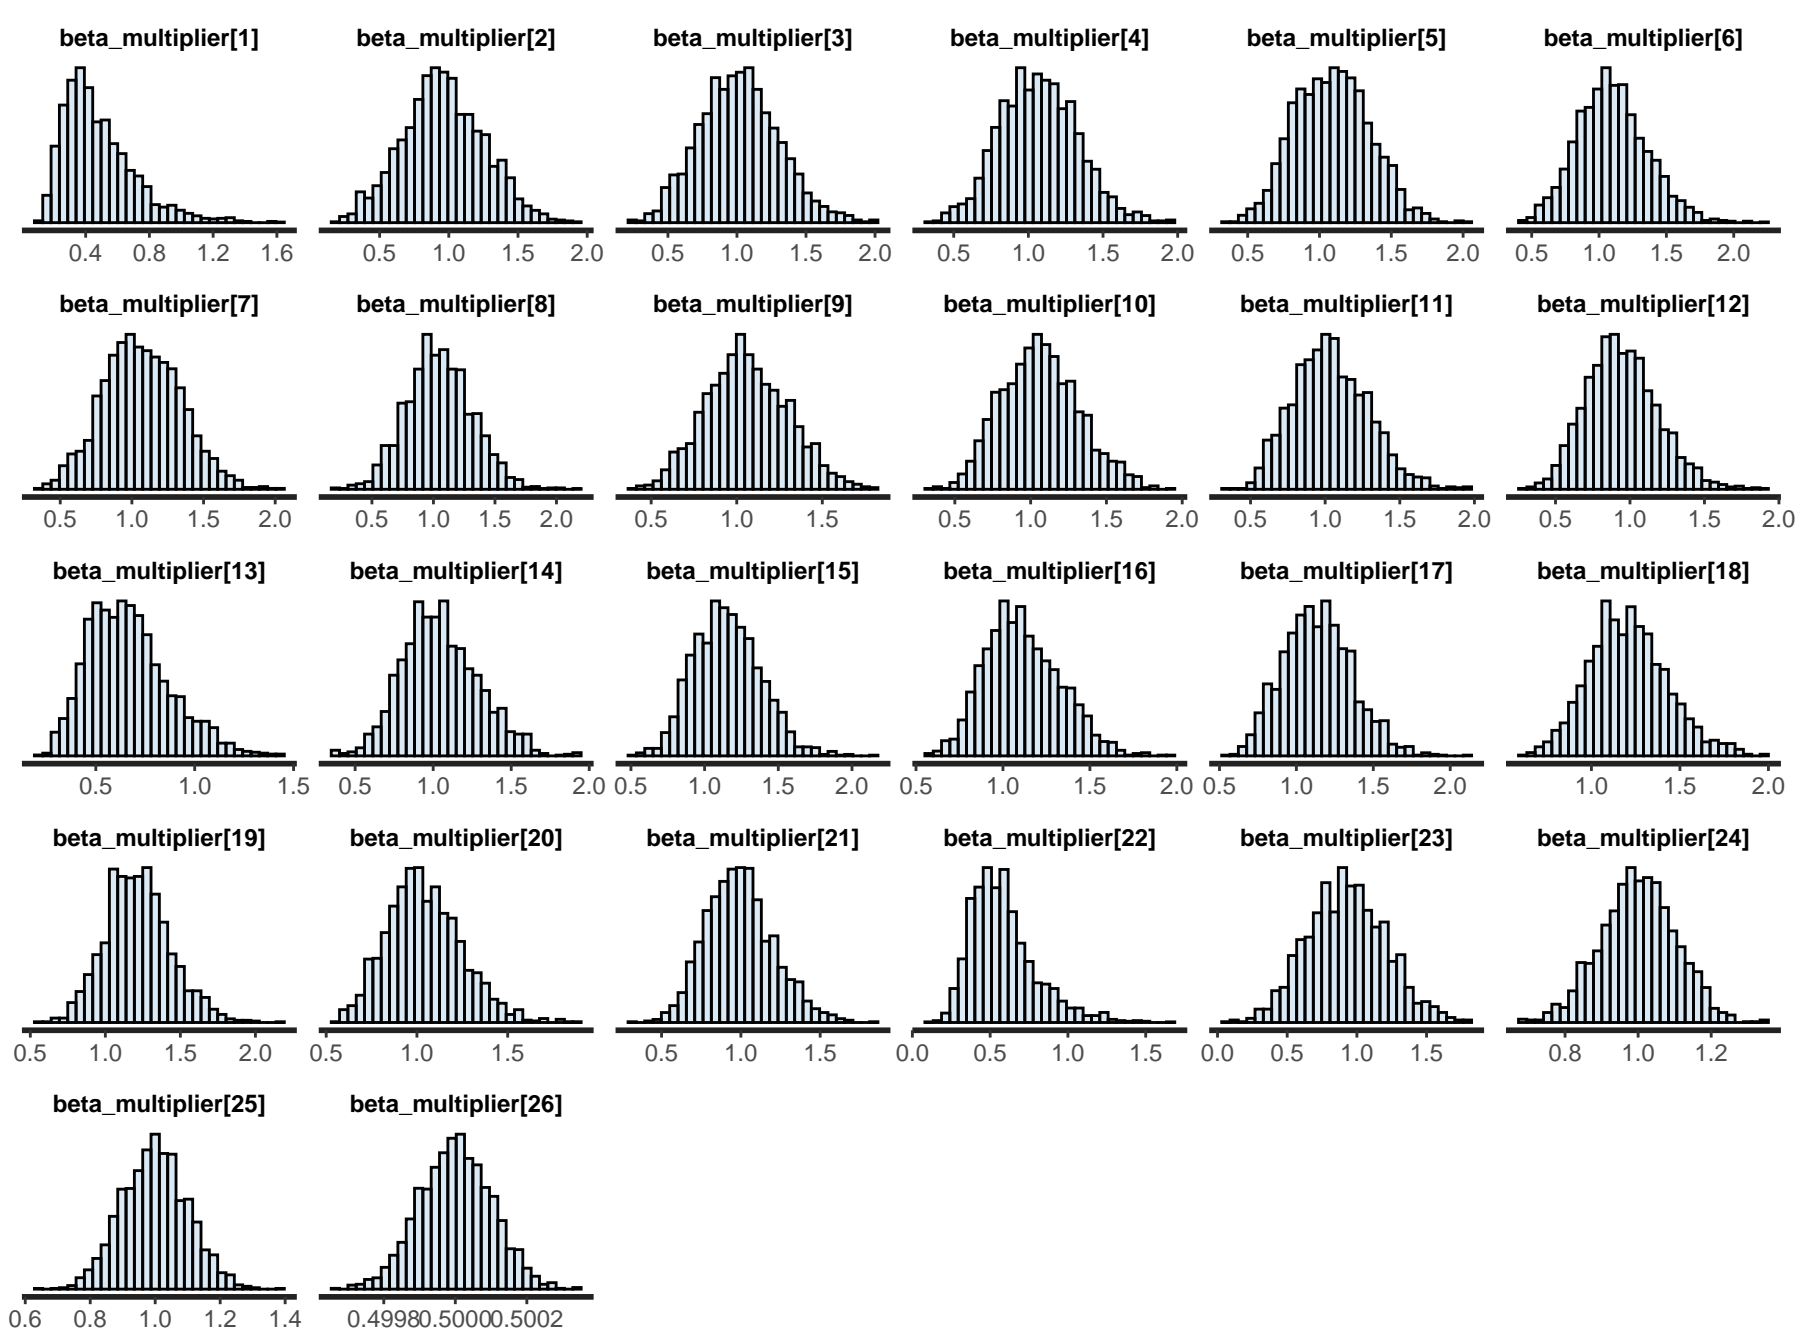 beta_multiplier[1] beta_multiplier[2] beta_multiplier[3] beta_multiplier[4] beta_multiplier[5] beta_multiplier[6]
0.4 0.8 1.2 1.6 0.5 1.0 1.5 2.0 0.5 1.0 1.5 2.0 0.5 1.0 1.5 2.0 0.5 1.0 1.5 2.0 0.5 1.0 1.5 2.0
beta_multiplier[7] beta_multiplier[8] beta_multiplier[9] beta_multiplier[10] beta_multiplier[11] beta_multiplier[12]
0.5 1.0 1.5 2.0 0.5 1.0 1.5 2.0 0.5 1.0 1.5 0.5 1.0 1.5 2.0 0.5 1.0 1.5 2.0 0.5 1.0 1.5 2.0
beta_multiplier[13] beta_multiplier[14] beta_multiplier[15] beta_multiplier[16] beta_multiplier[17] beta_multiplier[18]
0.5 1.0 1.5 0.5 1.0 1.5 2.0 0.5 1.0 1.5 2.0 0.5 1.0 1.5 2.0 0.5 1.0 1.5 2.0 1.0 1.5 2.0
beta_multiplier[19] beta_multiplier[20] beta_multiplier[21] beta_multiplier[22] beta_multiplier[23] beta_multiplier[24]
0.5 1.0 1.5 2.0 0.5 1.0 1.5 0.5 1.0 1.5 0.0 0.5 1.0 1.5 0.0 0.5 1.0 1.5 0.8 1.0 1.2
beta_multiplier[25] beta_multiplier[26]
0.6 0.8 1.0 1.2 1.4 0.4998 0.5000 0.5002